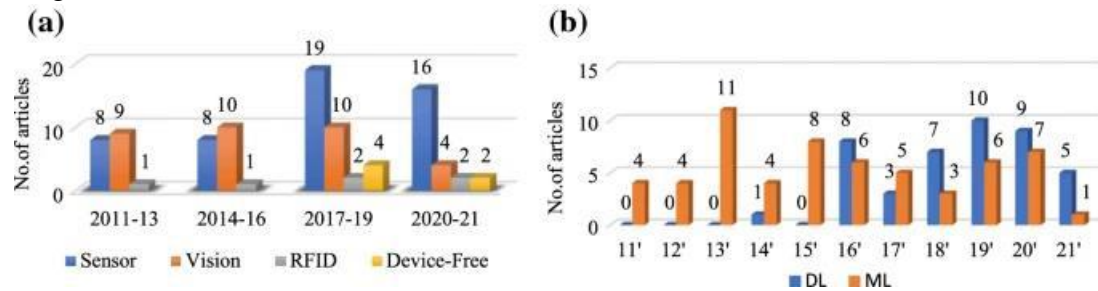 (a)
No.of articles
20
10
0
8 9 1
8 10 1
19 10 2 4
16 4 2 2
2011-13 2014-16 2017-19 2020-21
Sensor Vision RFID Device-Free
(b)
No.of articles
15
10
5
0
0 4
0 4
0 11
1 4
0 8
8 6
3 5
7 3
10 6
9 7
5 1
11' 12' 13' 14' 15' 16' 17' 18' 19' 20' 21'
DL ML